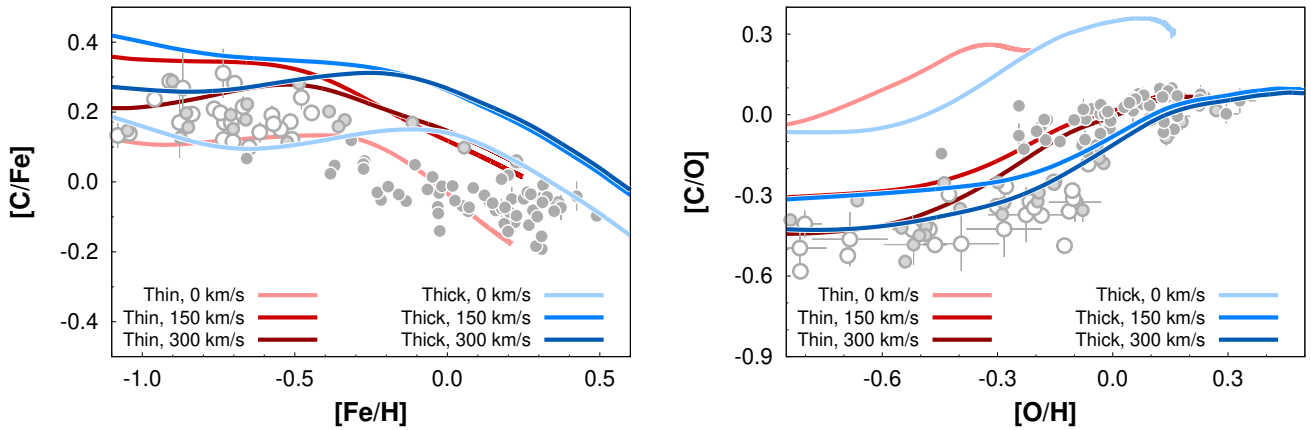 0.4
0.2
0.0
-0.2
-0.4
[C/Fe]
Thin, 0 km/s
Thin, 150 km/s
Thin, 300 km/s
Thick, 0 km/s
Thick, 150 km/s
Thick, 300 km/s
-1.0 -0.5 0.0 0.5
[Fe/H]
0.3
0.0
-0.3
-0.6
-0.9
[C/O]
Thin, 0 km/s
Thin, 150 km/s
Thin, 300 km/s
Thick, 0 km/s
Thick, 150 km/s
Thick, 300 km/s
-0.6 -0.3 0.0 0.3
[O/H]